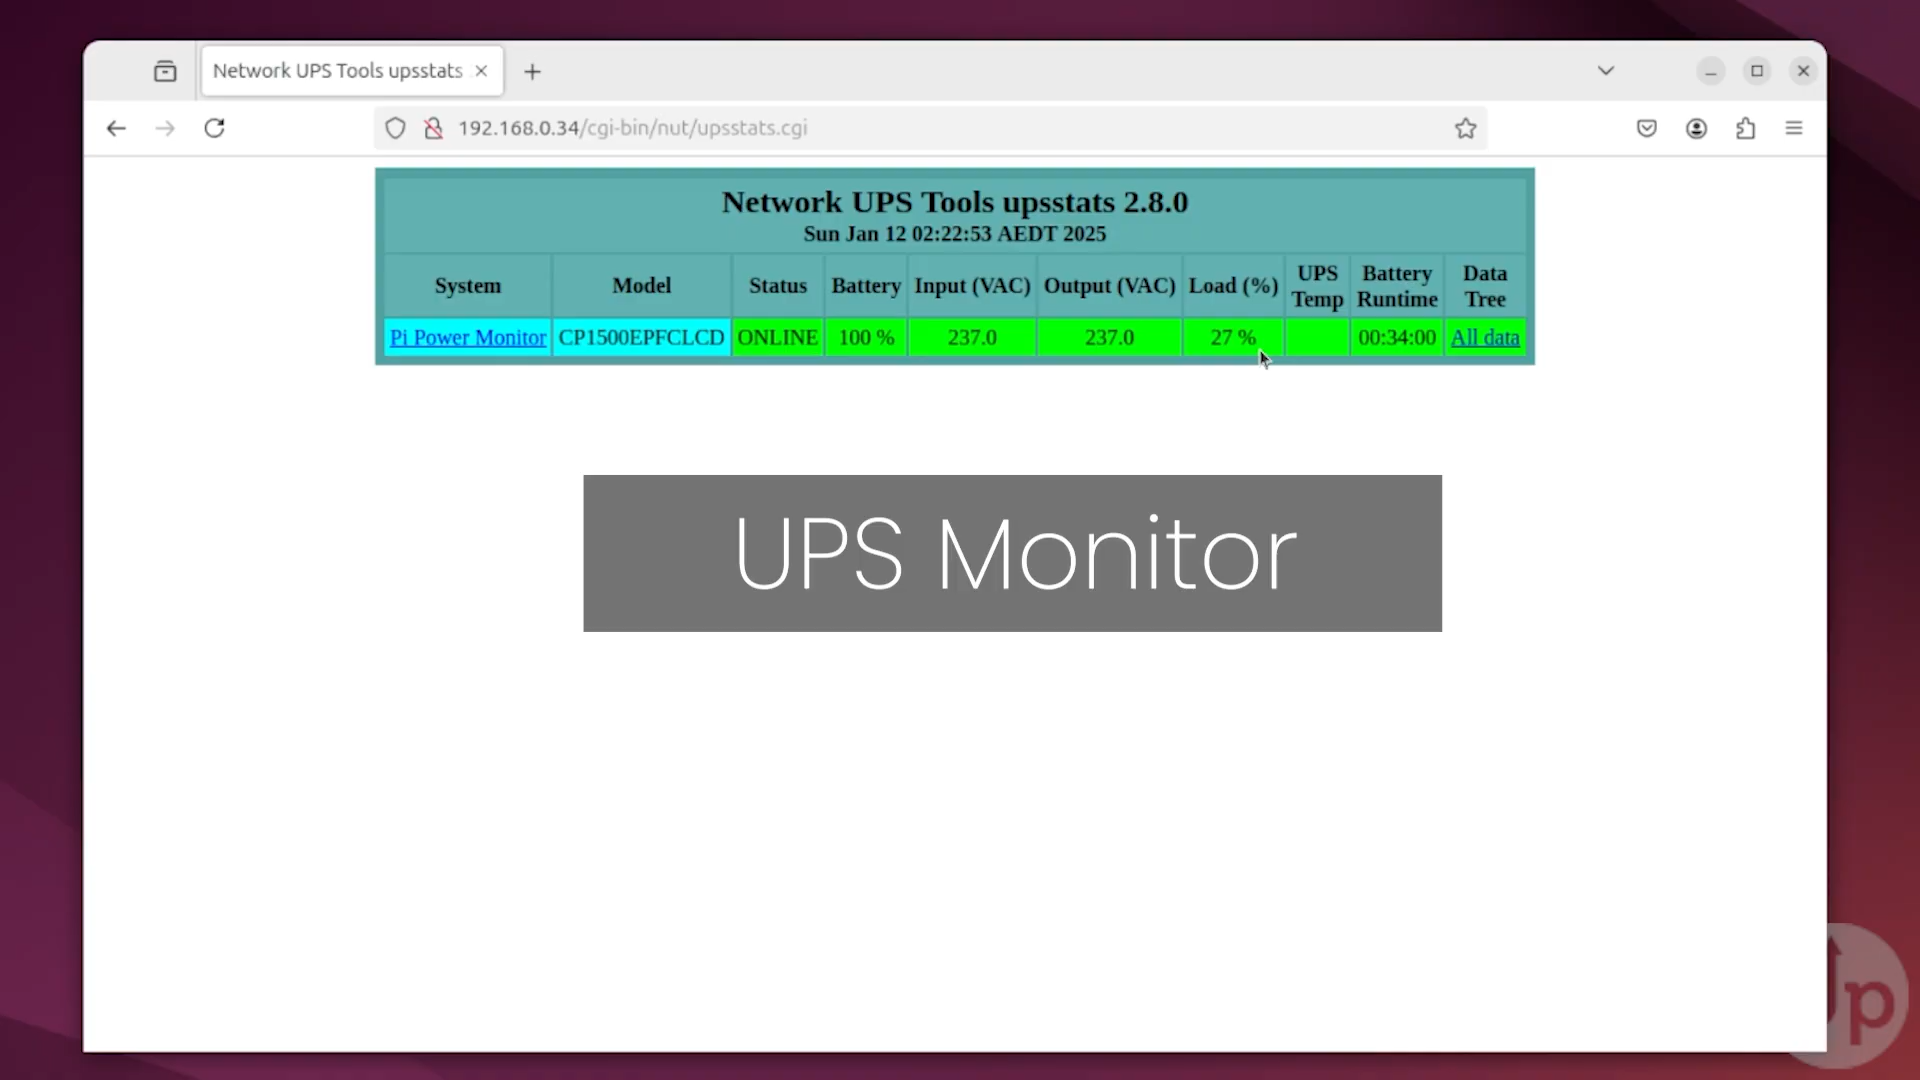 Network UPS Tools upsstats
192.168.0.34/cgi-bin/nut/upsstats.cgi
Network UPS Tools upsstats 2.8.0
Sun Jan 12 02:22:53 AEDT 2025
System Model Status Battery Input (VAC) Output (VAC) Load (%) UPS Temp Battery Runtime Data Tree
Pi Power Monitor CP1500EPFCLCD ONLINE 100 % 237.0 237.0 27 % 00:34:00 All data
UPS Monitor